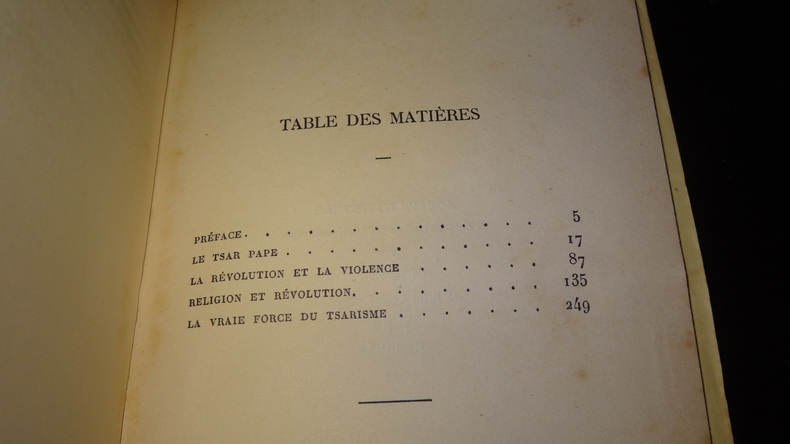 TABLE DES MATIÈRES
PRÉFACE. . . . . . . . . . . . . 5
LE TSAR PAPE . . . . . . . . . . . 17
LA RÉVOLUTION ET LA VIOLENCE . . . . . . 87
RELIGION ET RÉVOLUTION. . . . . . . . . 135
LA VRAIE FORCE DU TSARISME . . . . . . . 249